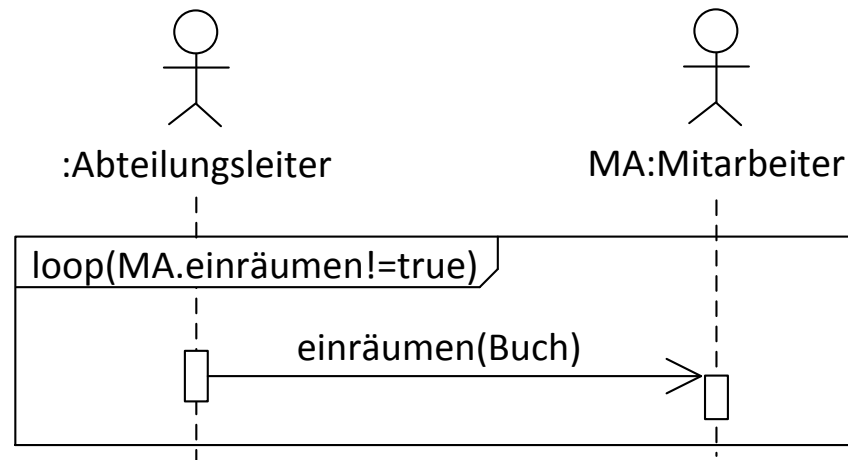 :Abteilungsleiter
MA:Mitarbeiter
loop(MA.einräumen!=true)
einräumen(Buch)